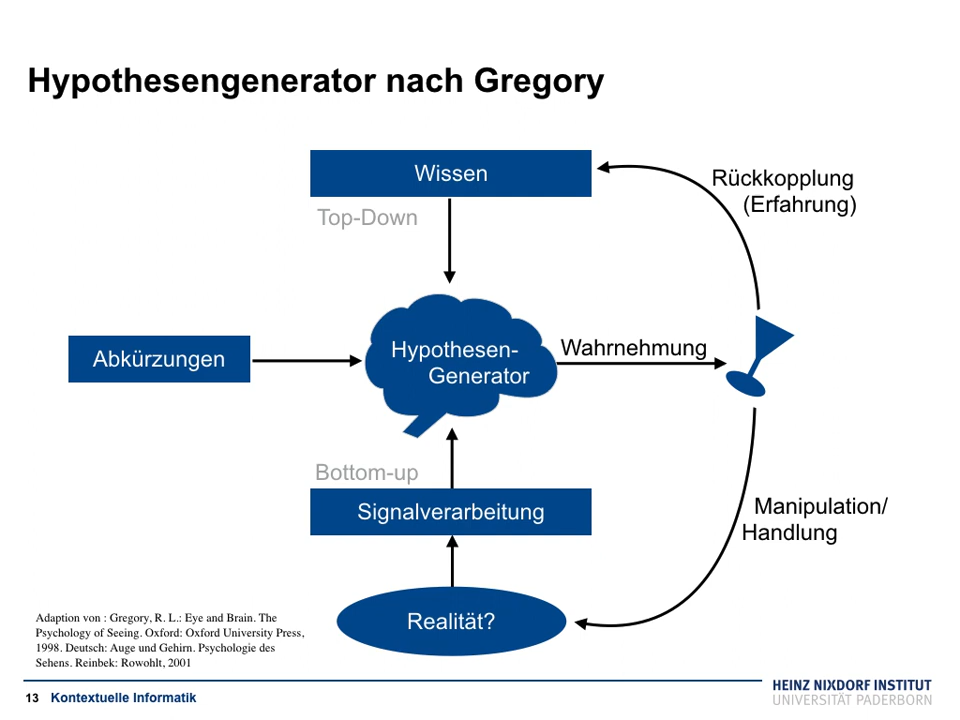 Hypothesengenerator nach Gregory
Wissen
Rückkopplung
(Erfahrung)
Top-Down
Abkürzungen
Hypothesen-
Generator
Wahrnehmung
Bottom-up
Signalverarbeitung
Manipulation/
Handlung
Realität?
Adaption von : Gregory, R. L.: Eye and Brain. The
Psychology of Seeing. Oxford: Oxford University Press,
1998. Deutsch: Auge und Gehirn. Psychologie des
Sehens. Reinbek: Rowohlt, 2001
13 Kontextuelle Informatik
HEINZ NIXDORF INSTITUT
UNIVERSITÄT PADERBORN